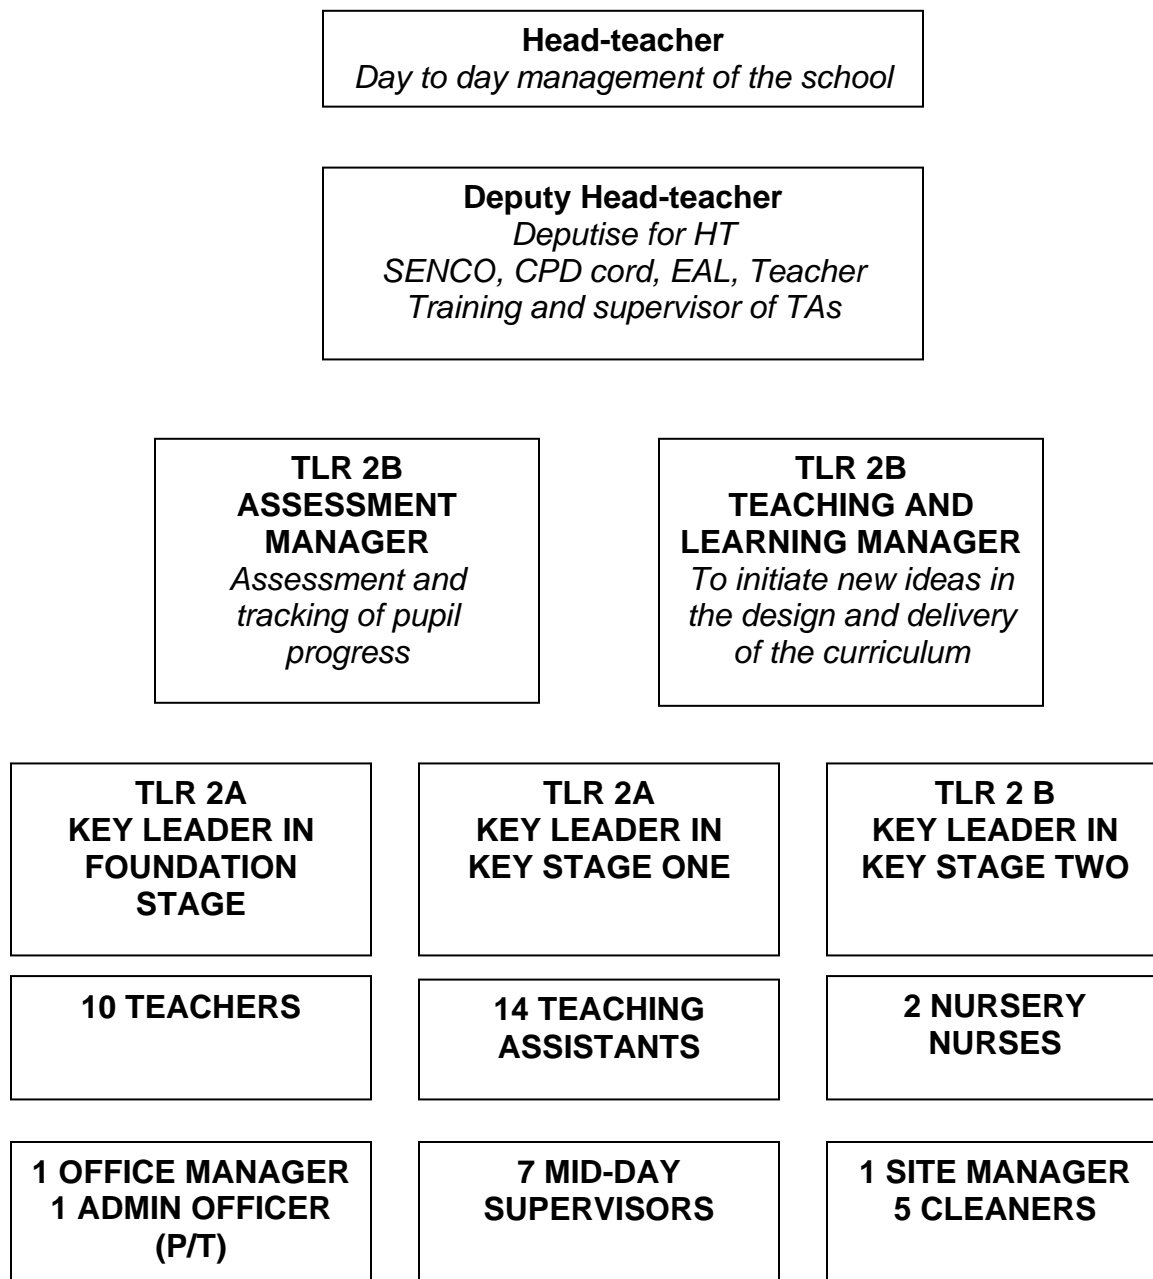 Head-teacher
Day to day management of the school
Deputy Head-teacher
Deputise for HT
SENCO, CPD cord, EAL, Teacher
Training and supervisor of TAs
TLR 2B
ASSESSMENT
MANAGER
Assessment and
tracking of pupil
progress
TLR 2B
TEACHING AND
LEARNING MANAGER
To initiate new ideas in
the design and delivery
of the curriculum
TLR 2A
KEY LEADER IN
FOUNDATION
STAGE
TLR 2A
KEY LEADER IN
KEY STAGE ONE
TLR 2 B
KEY LEADER IN
KEY STAGE TWO
10 TEACHERS
14 TEACHING
ASSISTANTS
2 NURSERY
NURSES
1 OFFICE MANAGER
1 ADMIN OFFICER
(P/T)
7 MID-DAY
SUPERVISORS
1 SITE MANAGER
5 CLEANERS